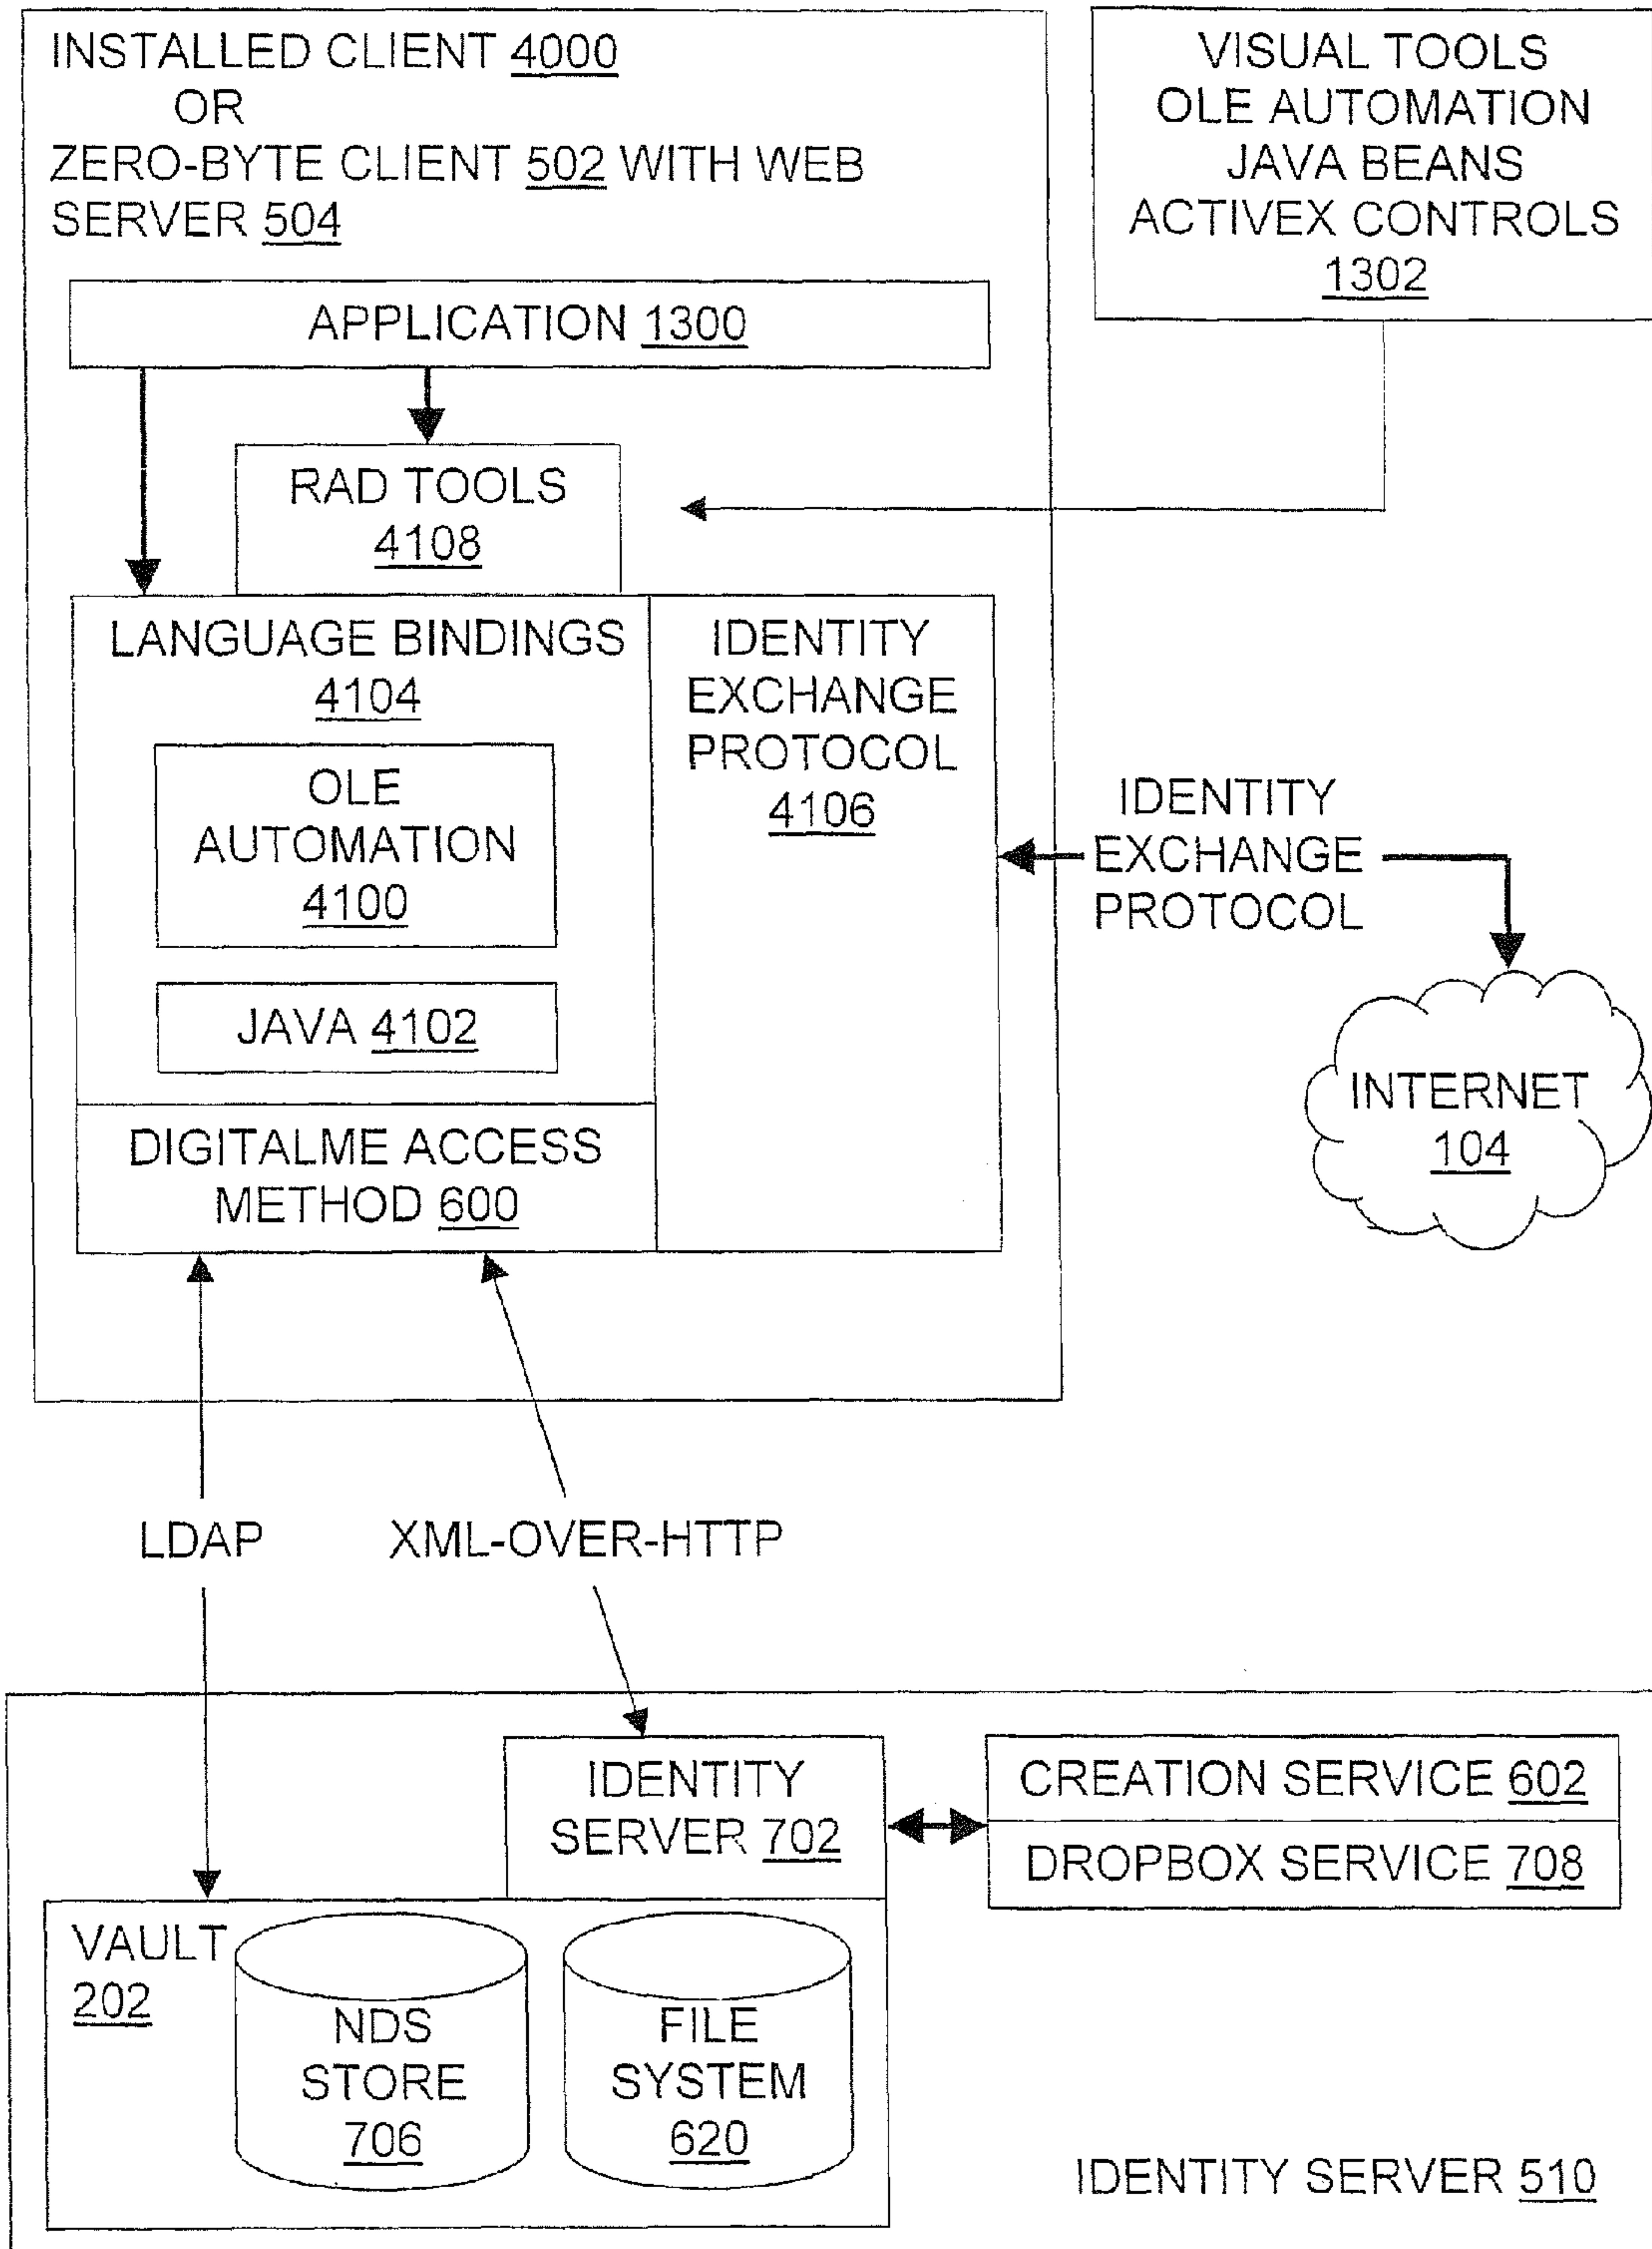 INSTALLED CLIENT 4000
OR
ZERO-BYTE CLIENT 502 WITH WEB
SERVER 504
VISUAL TOOLS
OLE AUTOMATION
JAVA BEANS
ACTIVEX CONTROLS
1302
APPLICATION 1300
RAD TOOLS
4108
LANGUAGE BINDINGS
4104
OLE
AUTOMATION
4100
JAVA 4102
IDENTITY
EXCHANGE
PROTOCOL
4106
IDENTITY
EXCHANGE
PROTOCOL
INTERNET
104
DIGITALME ACCESS
METHOD 600
LDAP
XML-OVER-HTTP
IDENTITY
SERVER 702
CREATION SERVICE 602
DROPBOX SERVICE 708
VAULT
202
NDS
STORE
706
FILE
SYSTEM
620
IDENTITY SERVER 510